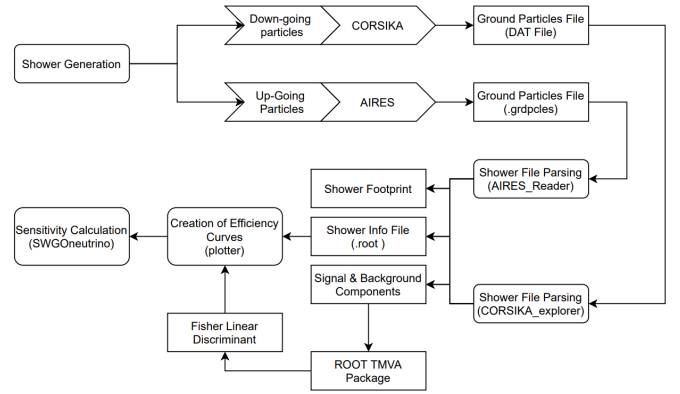 Down-going
particles
CORSIKA
Ground Particles File
(DAT File)
Shower Generation
Up-Going
Particles
AIRES
Ground Particles File
(.grdpcles)
Shower File Parsing
(AIRES_Reader)
Shower Footprint
Sensitivity Calculation
(SWGOneutrino)
Creation of Efficiency
Curves
(plotter)
Shower Info File
(.root )
Signal & Background
Components
Shower File Parsing
(CORSIKA_explorer)
Fisher Linear
Discriminant
ROOT TMVA
Package